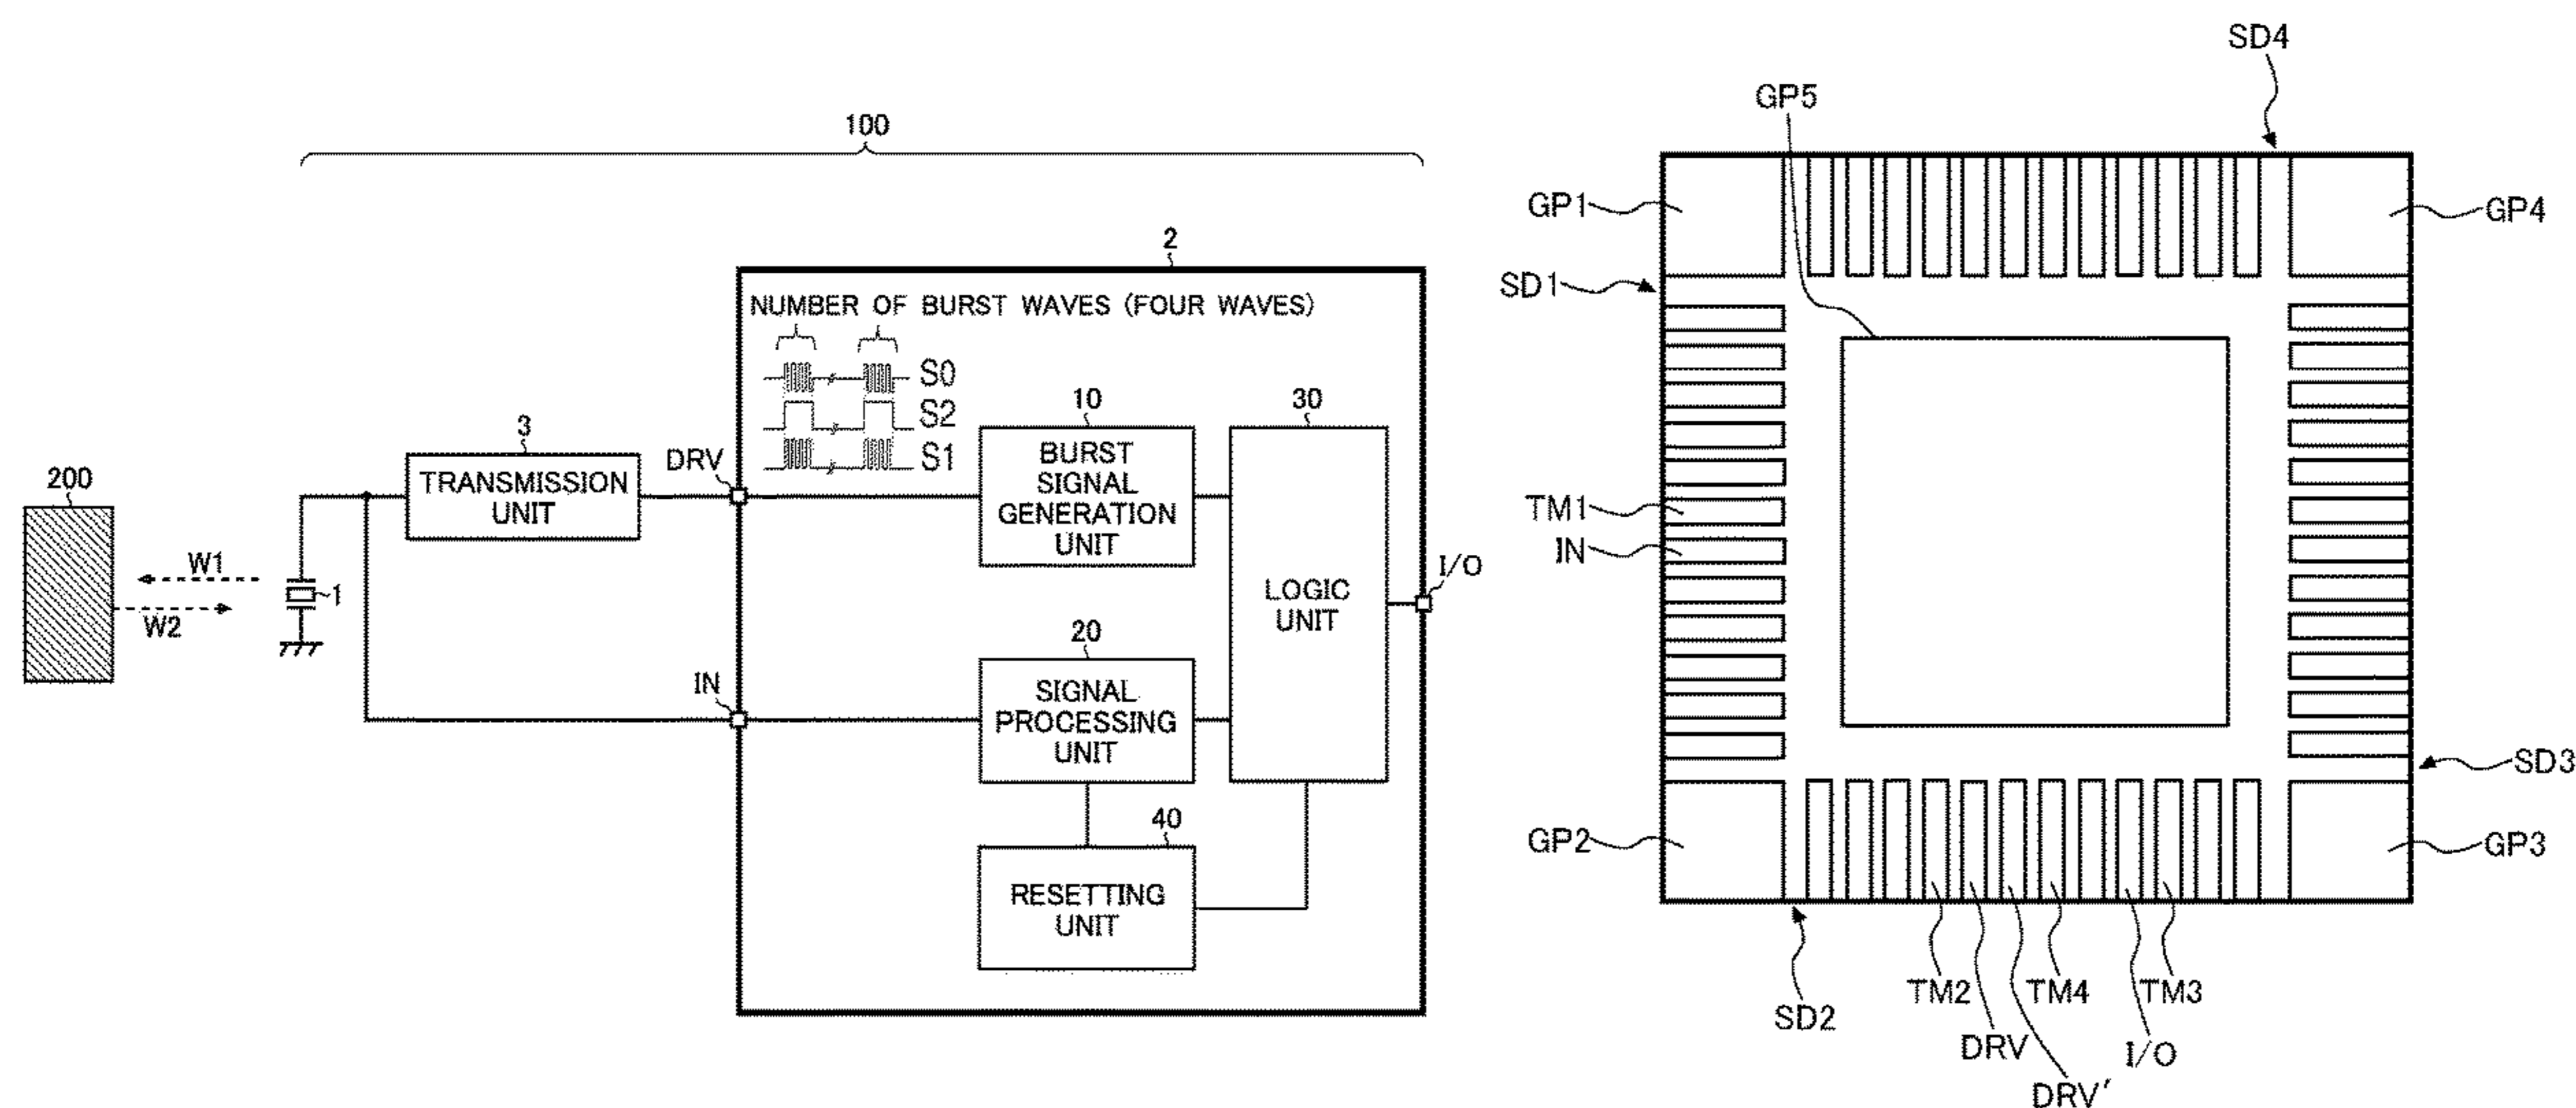 100
2
NUMBER OF BURST WAVES (FOUR WAVES)
S0
S2
S1
10
BURST
SIGNAL
GENERATION
UNIT
30
LOGIC
UNIT
3
TRANSMISSION
UNIT
DRV
200
W1
W2
1
I/O
IN
20
SIGNAL
PROCESSING
UNIT
40
RESETTING
UNIT
SD4
GP5
GP1
GP4
SD1
TM1
IN
SD3
GP2
GP3
SD2
TM2
TM4
TM3
DRV
I/O
DRV′